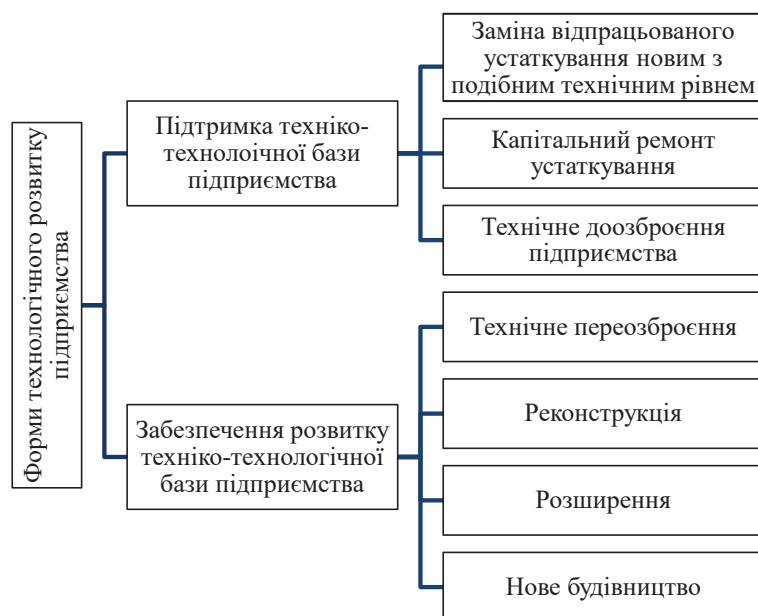 Форми технологічного розвитку
підприємства
Підтримка техніко-
технолоічної бази
підприємства
Заміна відпрацьованого
устаткування новим з
подібним технічним рівнем
Капітальний ремонт
устаткування
Технічне доозброєння
підприємства
Забезпечення розвитку
техніко-технологічної
бази підприємства
Технічне переозброєння
Реконструкція
Розширення
Нове будівництво